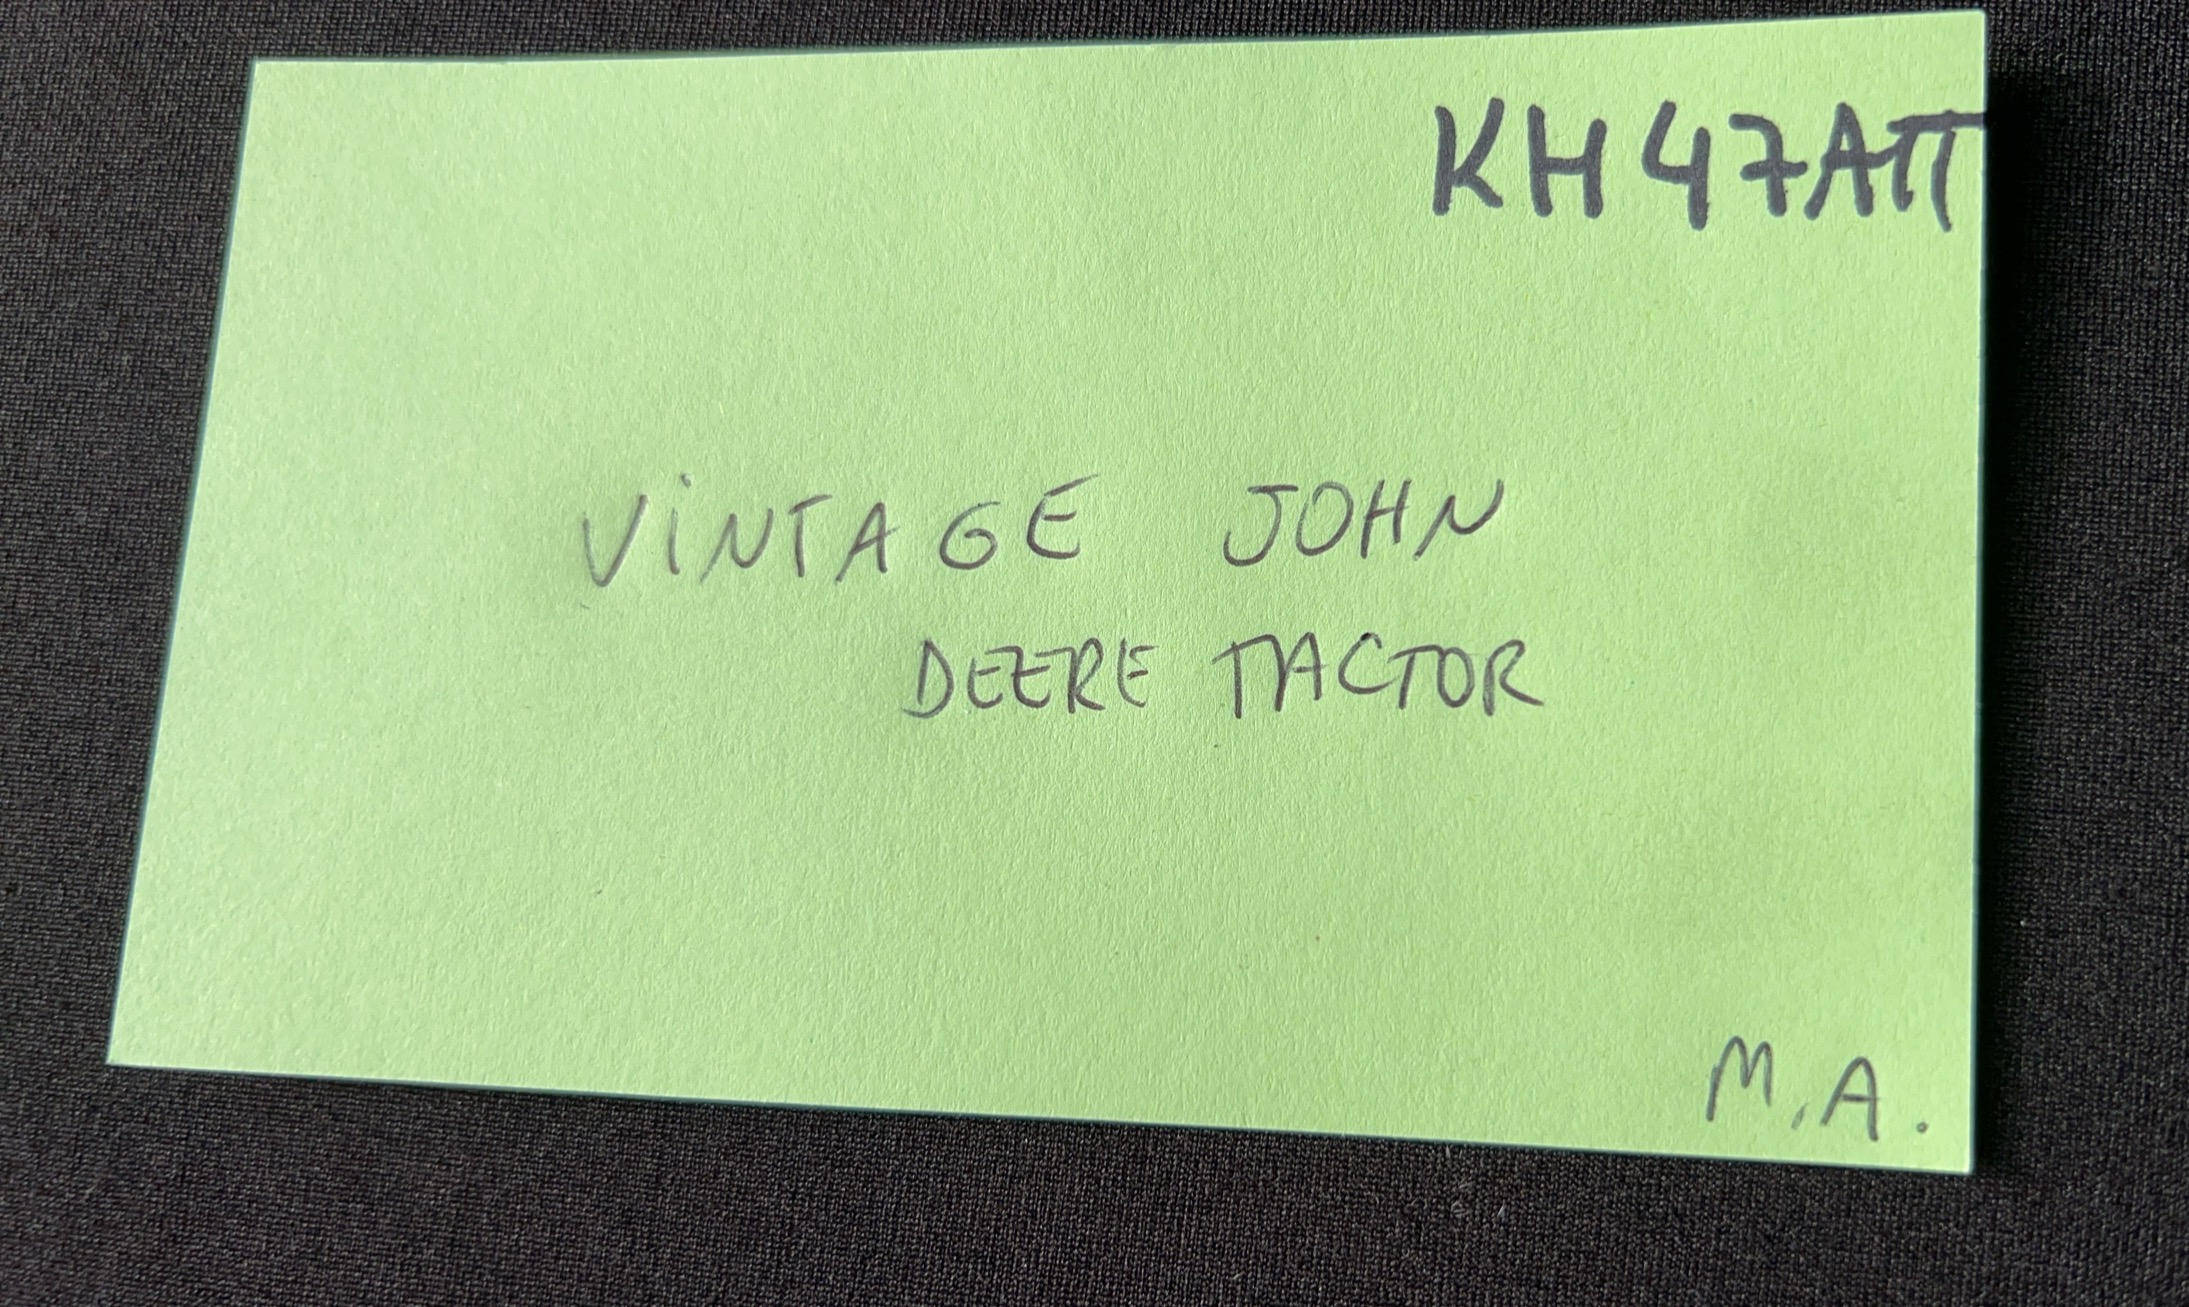 KH47ATT
VINTAGE JOHN
DEERE TACTOR
M.A.